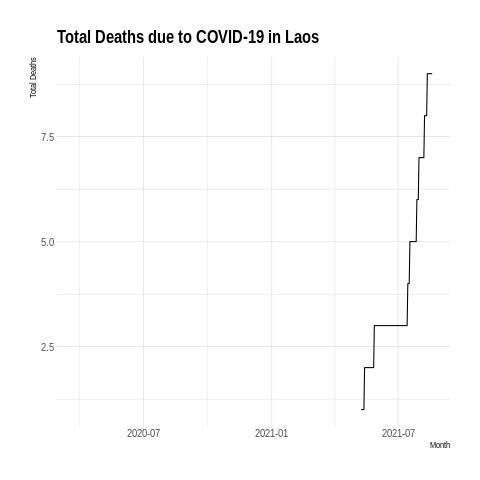 Total Deaths due to COVID-19 in Laos
Total Deaths
7.5
5.0
2.5
2020-07 2021-01 2021-07
Month